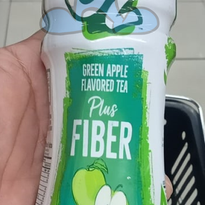 GREEN APPLE
FLAVORED TEA
Plus
FIBER